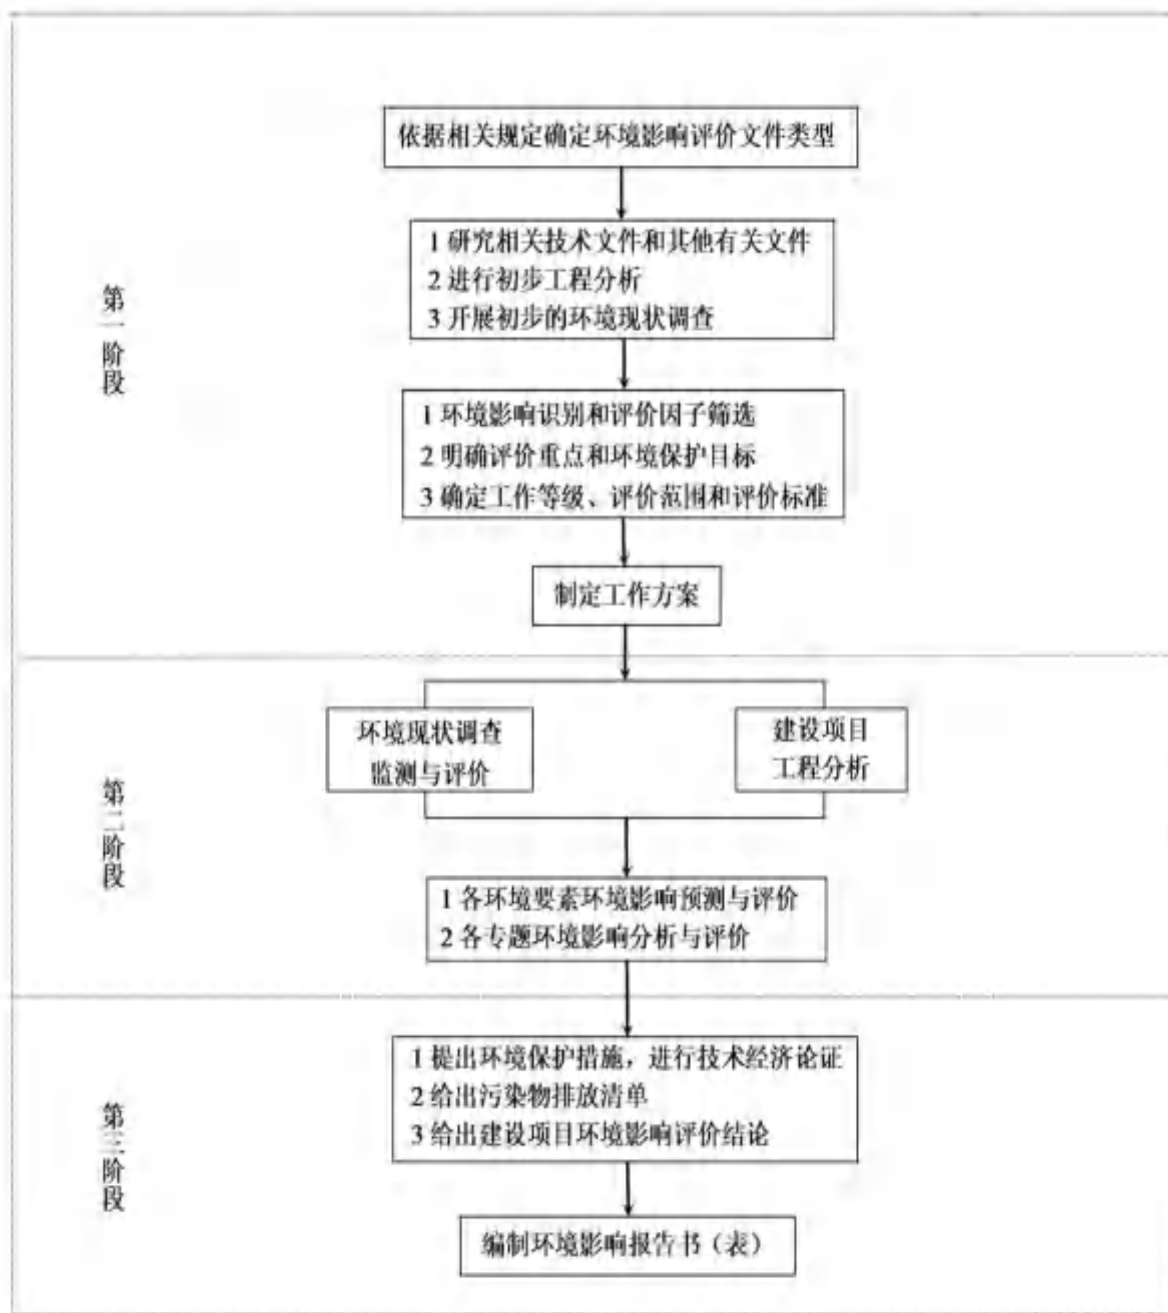 依据相关规定确定环境影响评价文件类型
第一阶段
1 研究相关技术文件和其他有关文件
2 进行初步工程分析
3 开展初步的环境现状调查
1 环境影响识别和评价因子筛选
2 明确评价重点和环境保护目标
3 确定工作等级、评价范围和评价标准
制定工作方案
第二阶段
环境现状调查
监测与评价
建设项目
工程分析
1 各环境要素环境影响预测与评价
2 各专题环境影响分析与评价
第三阶段
1 提出环境保护措施，进行技术经济论证
2 给出污染物排放清单
3 给出建设项目环境影响评价结论
编制环境影响报告书（表）